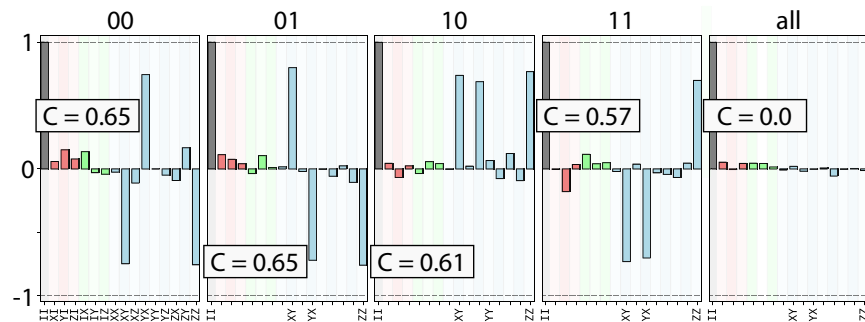 00 01 10 11 all
1
C = 0.65 C = 0.57 C = 0.0
0
C = 0.65 C = 0.61
-1
II XI YI ZI IX IY IZ XX XY XZ YX YY YZ ZX ZY ZZ II XY YX ZZ II XY YY ZZ II XY YX ZZ II XY YX ZZ